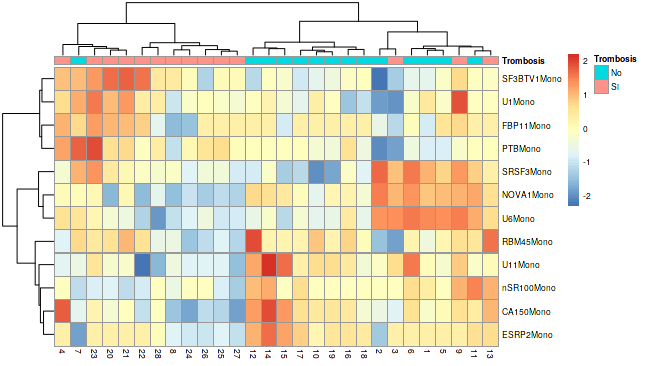 Trombosis
Trombosis
SF3BTV1Mono
U1Mono
FBP11Mono
PTBMono
SRSF3Mono
NOVA1Mono
U6Mono
RBM45Mono
U11Mono
nSR100Mono
CA150Mono
ESRP2Mono
2
1
0
-1
-2
No
SI
4 7 23 20 21 22 28 8 24 26 25 27 12 14 15 17 10 19 16 18 2 3 6 1 5 9 11 13